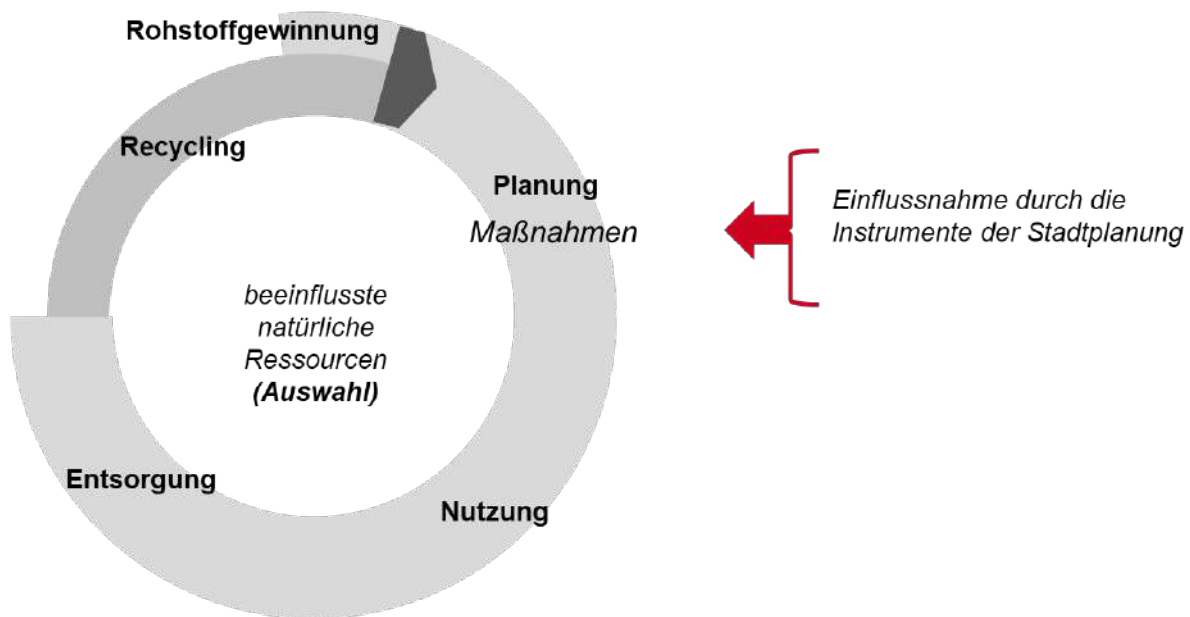 Rohstoffgewinnung
Recycling
Planung
Maßnahmen
Einflussnahme durch die
Instrumente der Stadtplanung
beeinflusste
natürliche
Ressourcen
(Auswahl)
Entsorgung
Nutzung